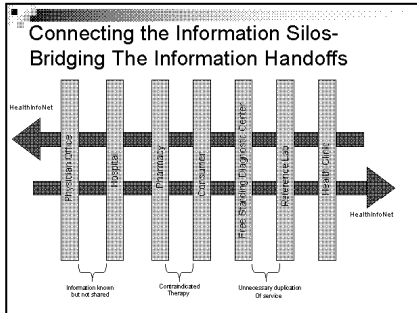 Connecting the Information Silos-
Bridging The Information Handoffs
HealthInfoNet
Physician Office
Hospital
Pharmacy
Consumer
Free Standing Diagnostic Center
Reference Lab
Health Clinic
HealthInfoNet
Information known
but not shared
Contraindicated
Therapy
Unnecessary duplication
Of service